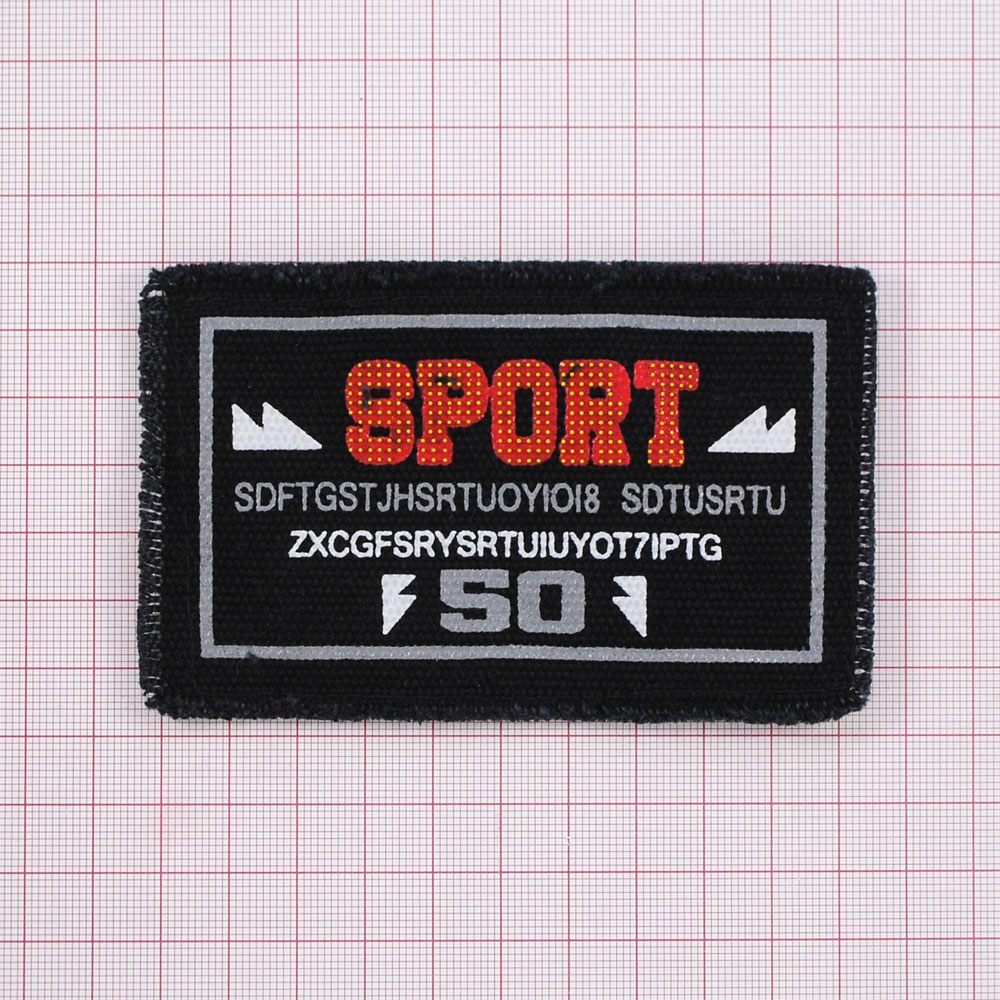 SPORT
SDFTGSTJHSRTUOYIOI8 SDTUSRTU
ZXCGFSRYSRTUIUYOT7IPTG
50